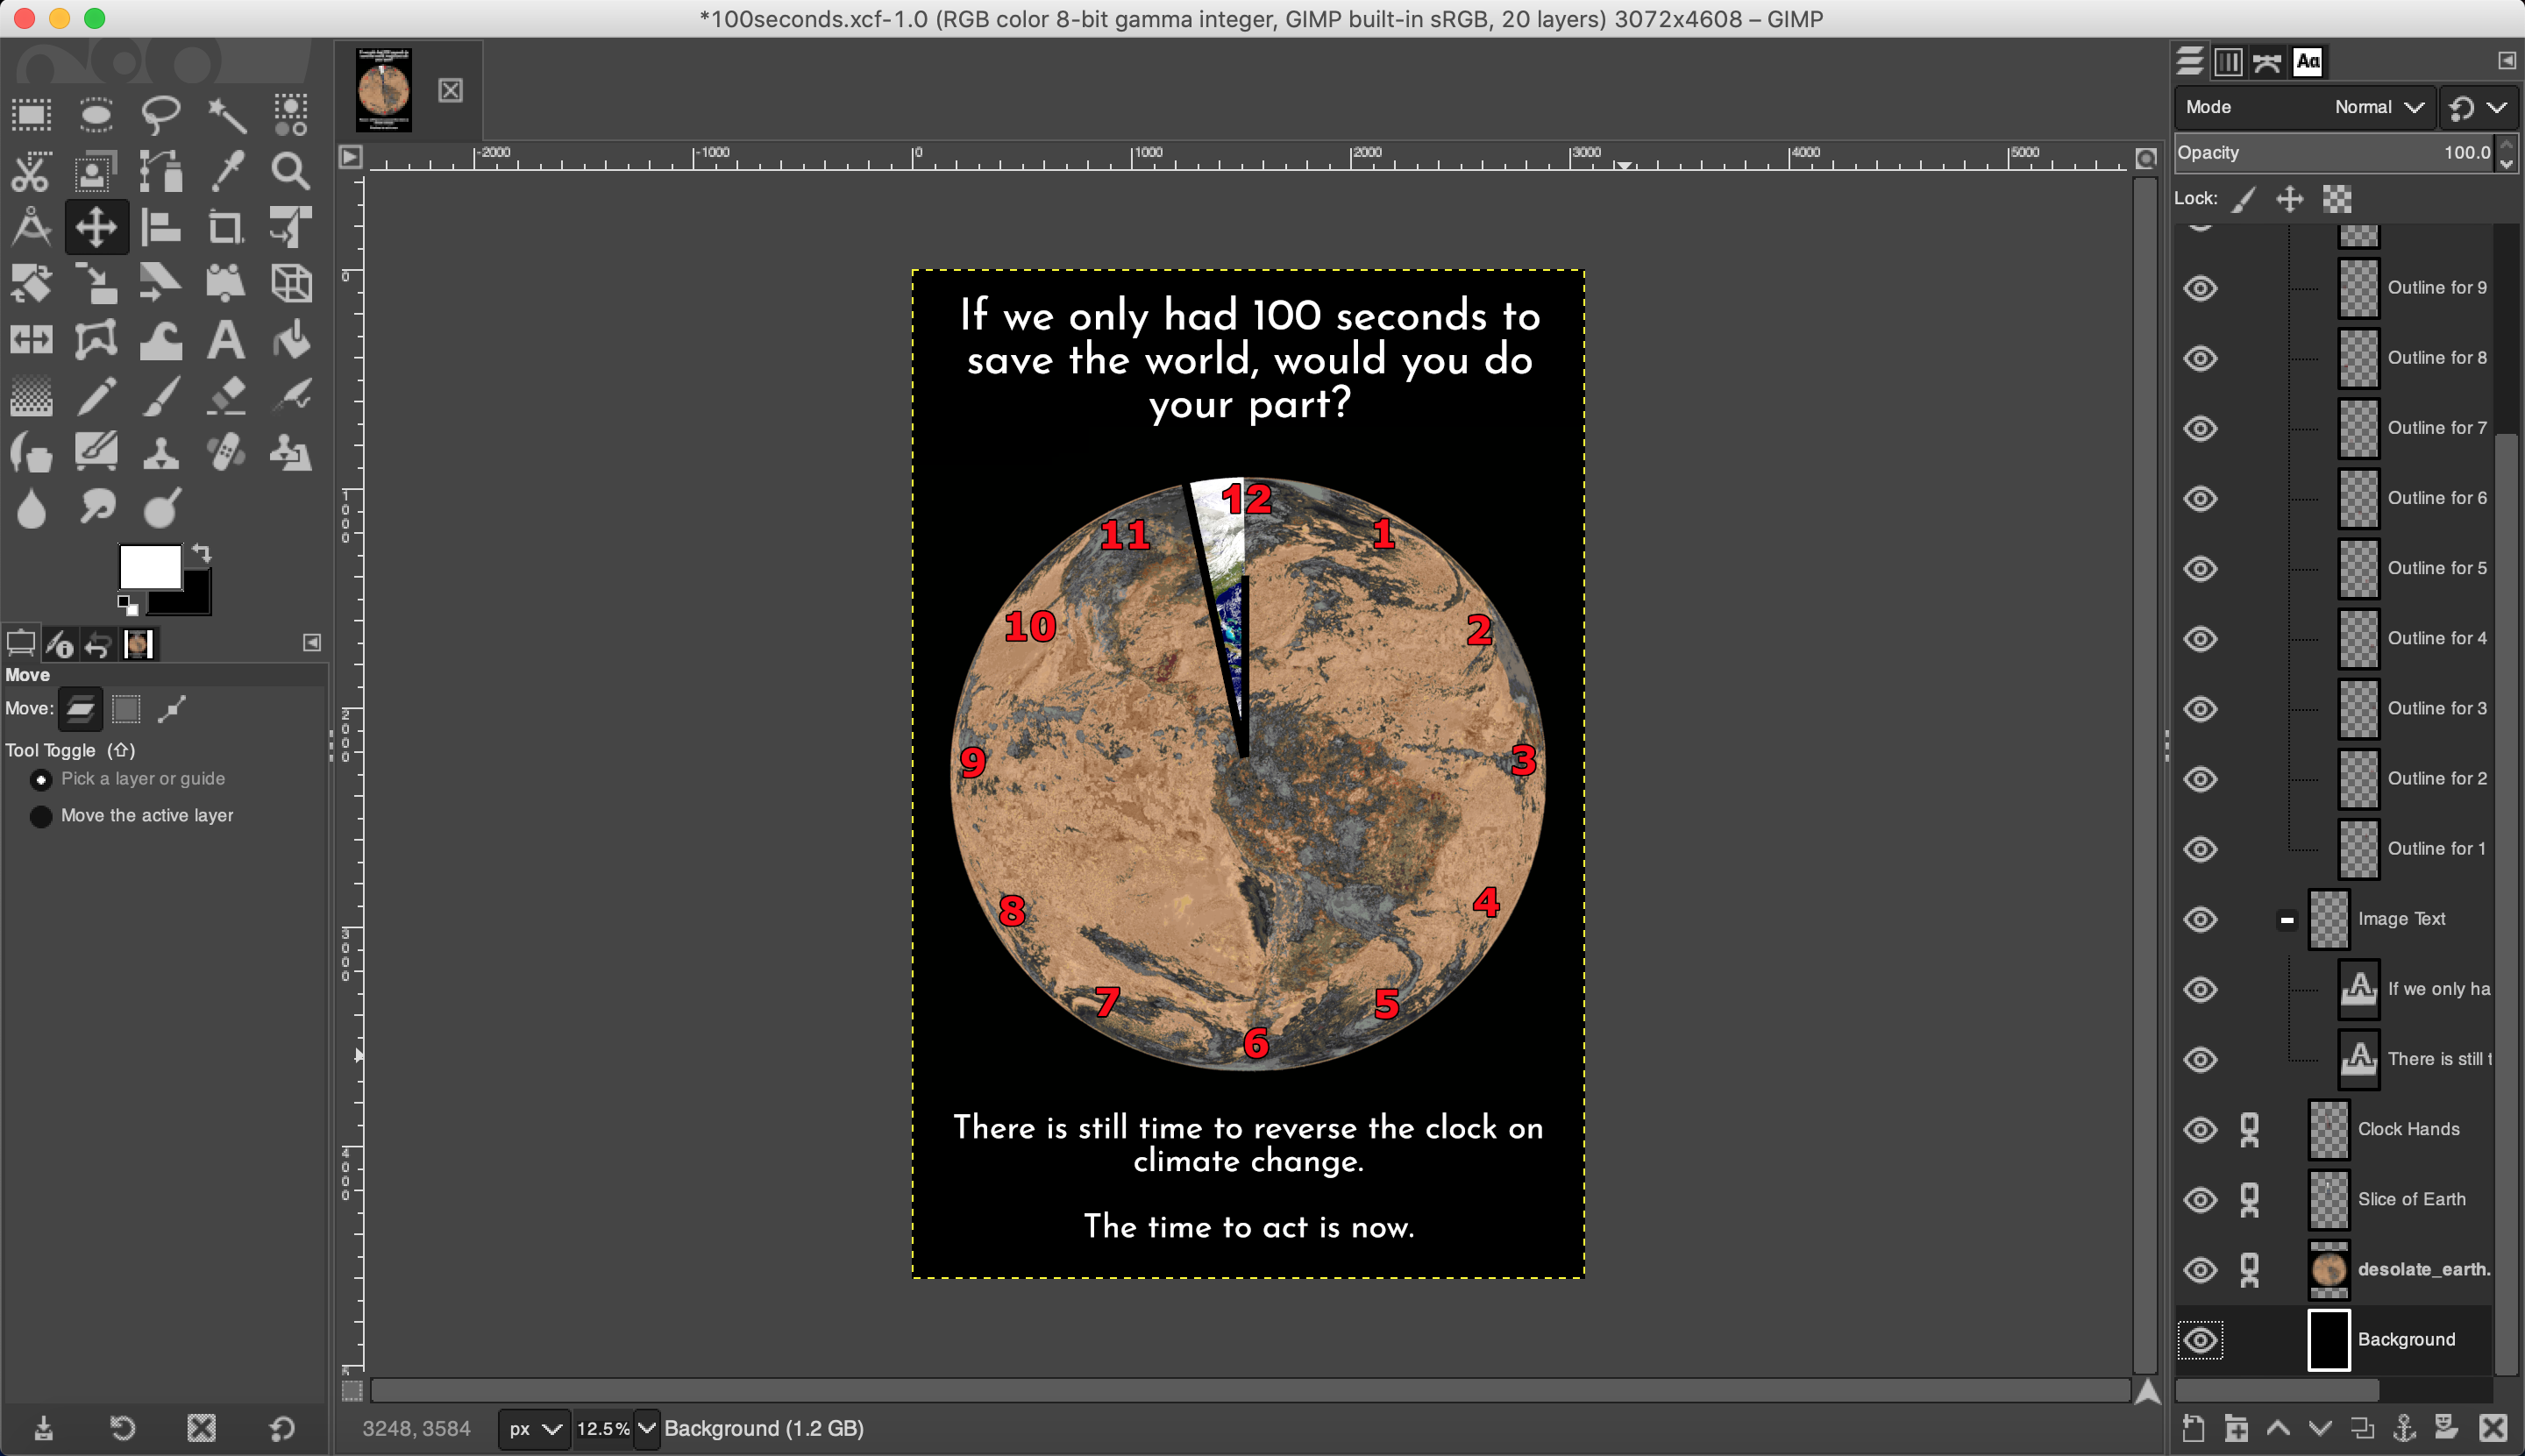 *100seconds.xcf-1.0 (RGB color 8-bit gamma integer, GIMP built-in sRGB, 20 layers) 3072x4608 – GIMP
Aa
Mode Normal
Opacity 100.0
Lock:
-2000 -1000 0 1000 2000 3000 4000 5000
0
1000
2000
3000
4000
If we only had 100 seconds to
save the world, would you do
your part?
12
11
1
10
2
9
3
8
4
7
5
6
There is still time to reverse the clock on
climate change.
The time to act is now.
Move
Move:
Tool Toggle (⇧)
Pick a layer or guide
Move the active layer
Outline for 9
Outline for 8
Outline for 7
Outline for 6
Outline for 5
Outline for 4
Outline for 3
Outline for 2
Outline for 1
Image Text
If we only ha
There is still t
Clock Hands
Slice of Earth
desolate_earth.
Background
3248, 3584 px 12.5% Background (1.2 GB)